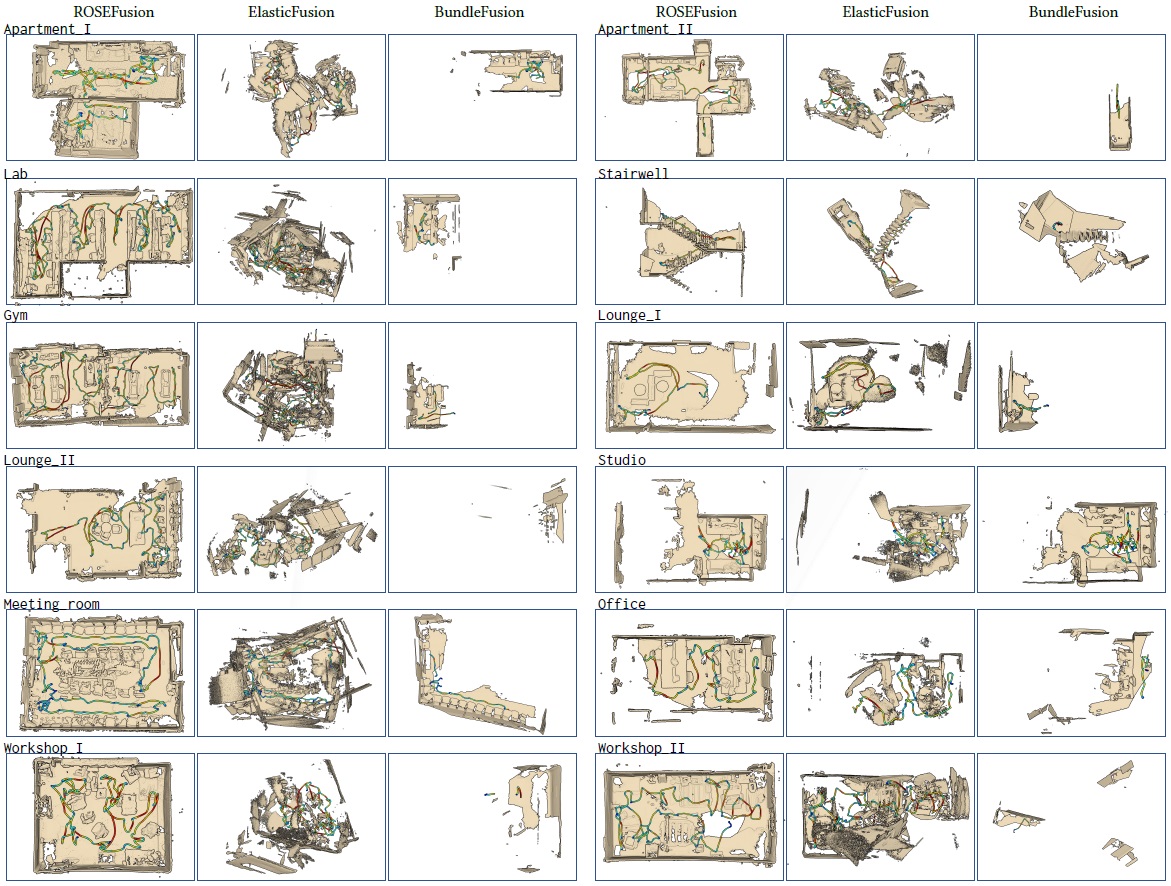 ROSEFusion ElasticFusion BundleFusion ROSEFusion ElasticFusion BundleFusion
Apartment_I Apartment_II
Lab Stairwell
Gym Lounge_I
Lounge_II Studio
Meeting_room Office
Workshop_I Workshop_II